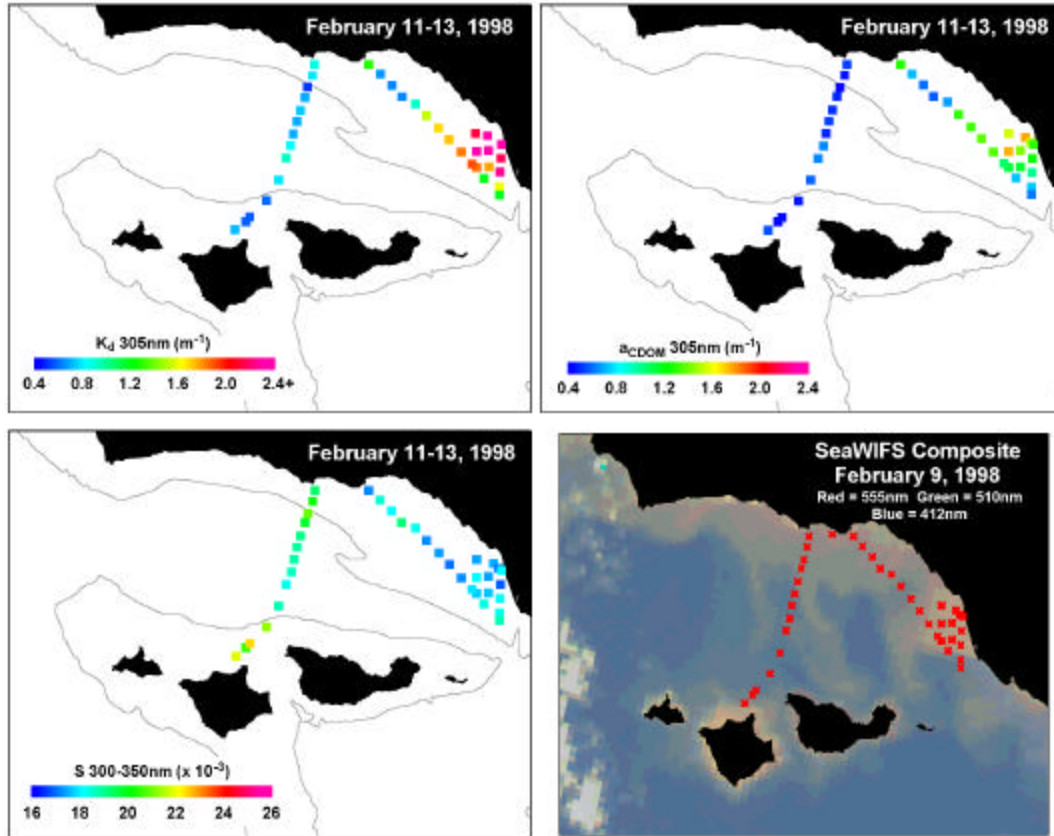 February 11-13, 1998
K_d 305nm (m⁻¹)
0.4 0.8 1.2 1.6 2.0 2.4+
February 11-13, 1998
a_CDOM 305nm (m⁻¹)
0.4 0.8 1.2 1.6 2.0 2.4
February 11-13, 1998
S 300-350nm (x 10⁻³)
16 18 20 22 24 26
SeaWIFS Composite
February 9, 1998
Red = 555nm Green = 510nm
Blue = 412nm